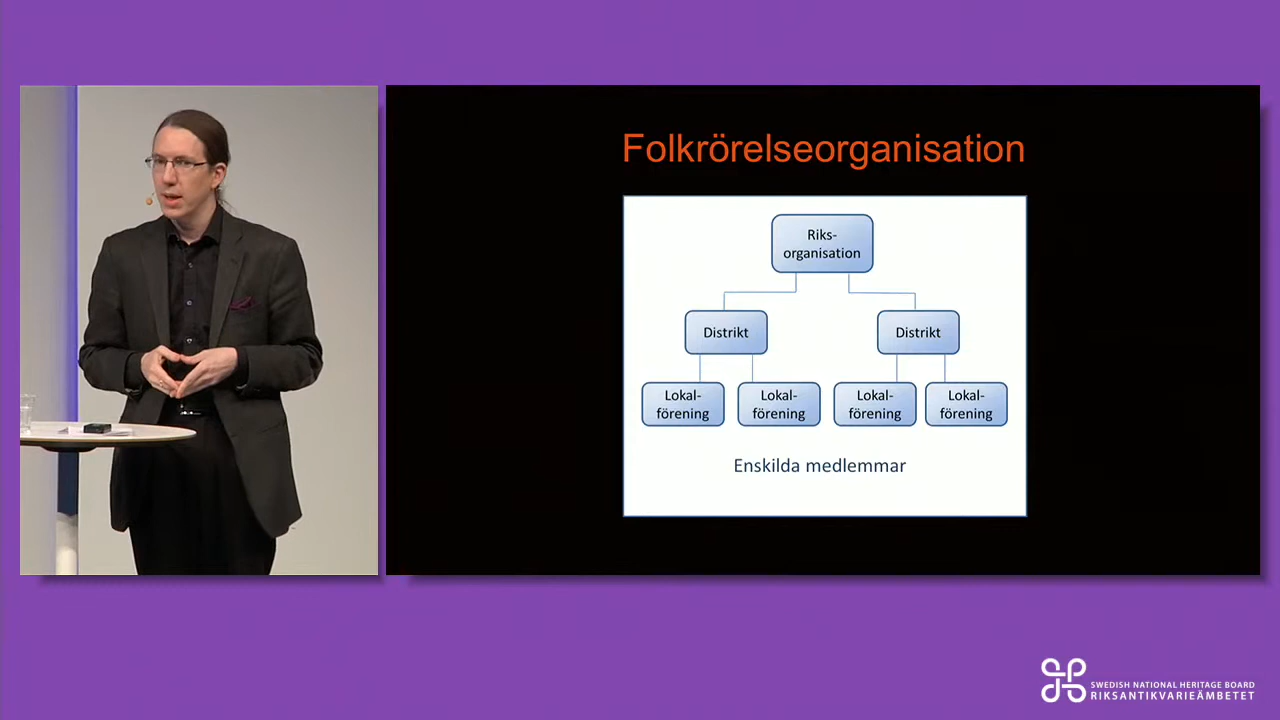 Folkrörelseorganisation
Riks-
organisation
Distrikt
Distrikt
Lokal-
förening
Lokal-
förening
Lokal-
förening
Lokal-
förening
Enskilda medlemmar
SWEDISH NATIONAL HERITAGE BOARD
RIKSANTIKVARIEÄMBETET